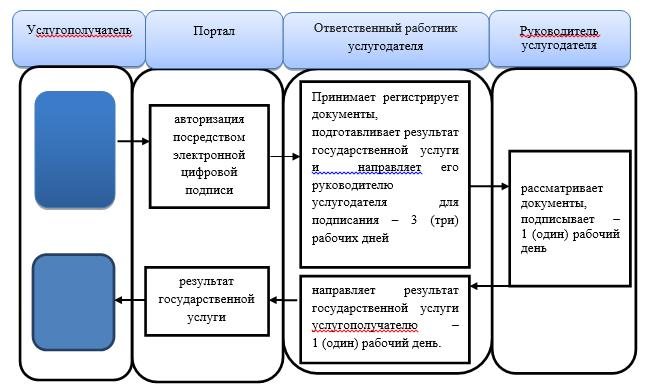 Услугополучатель
Портал
Ответственный работник
услугодателя
Руководитель
услугодателя
авторизация
посредством
электронной
цифровой
подписи
Принимает регистрирует
документы,
подготавливает результат
государственной услуги
и направляет его
руководителю
услугодателя для
подписания – 3 (три)
рабочих дней
рассматривает
документы,
подписывает –
1 (один) рабочий
день
результат
государственной
услуги
направляет результат
государственной услуги
услугополучателю –
1 (один) рабочий день.